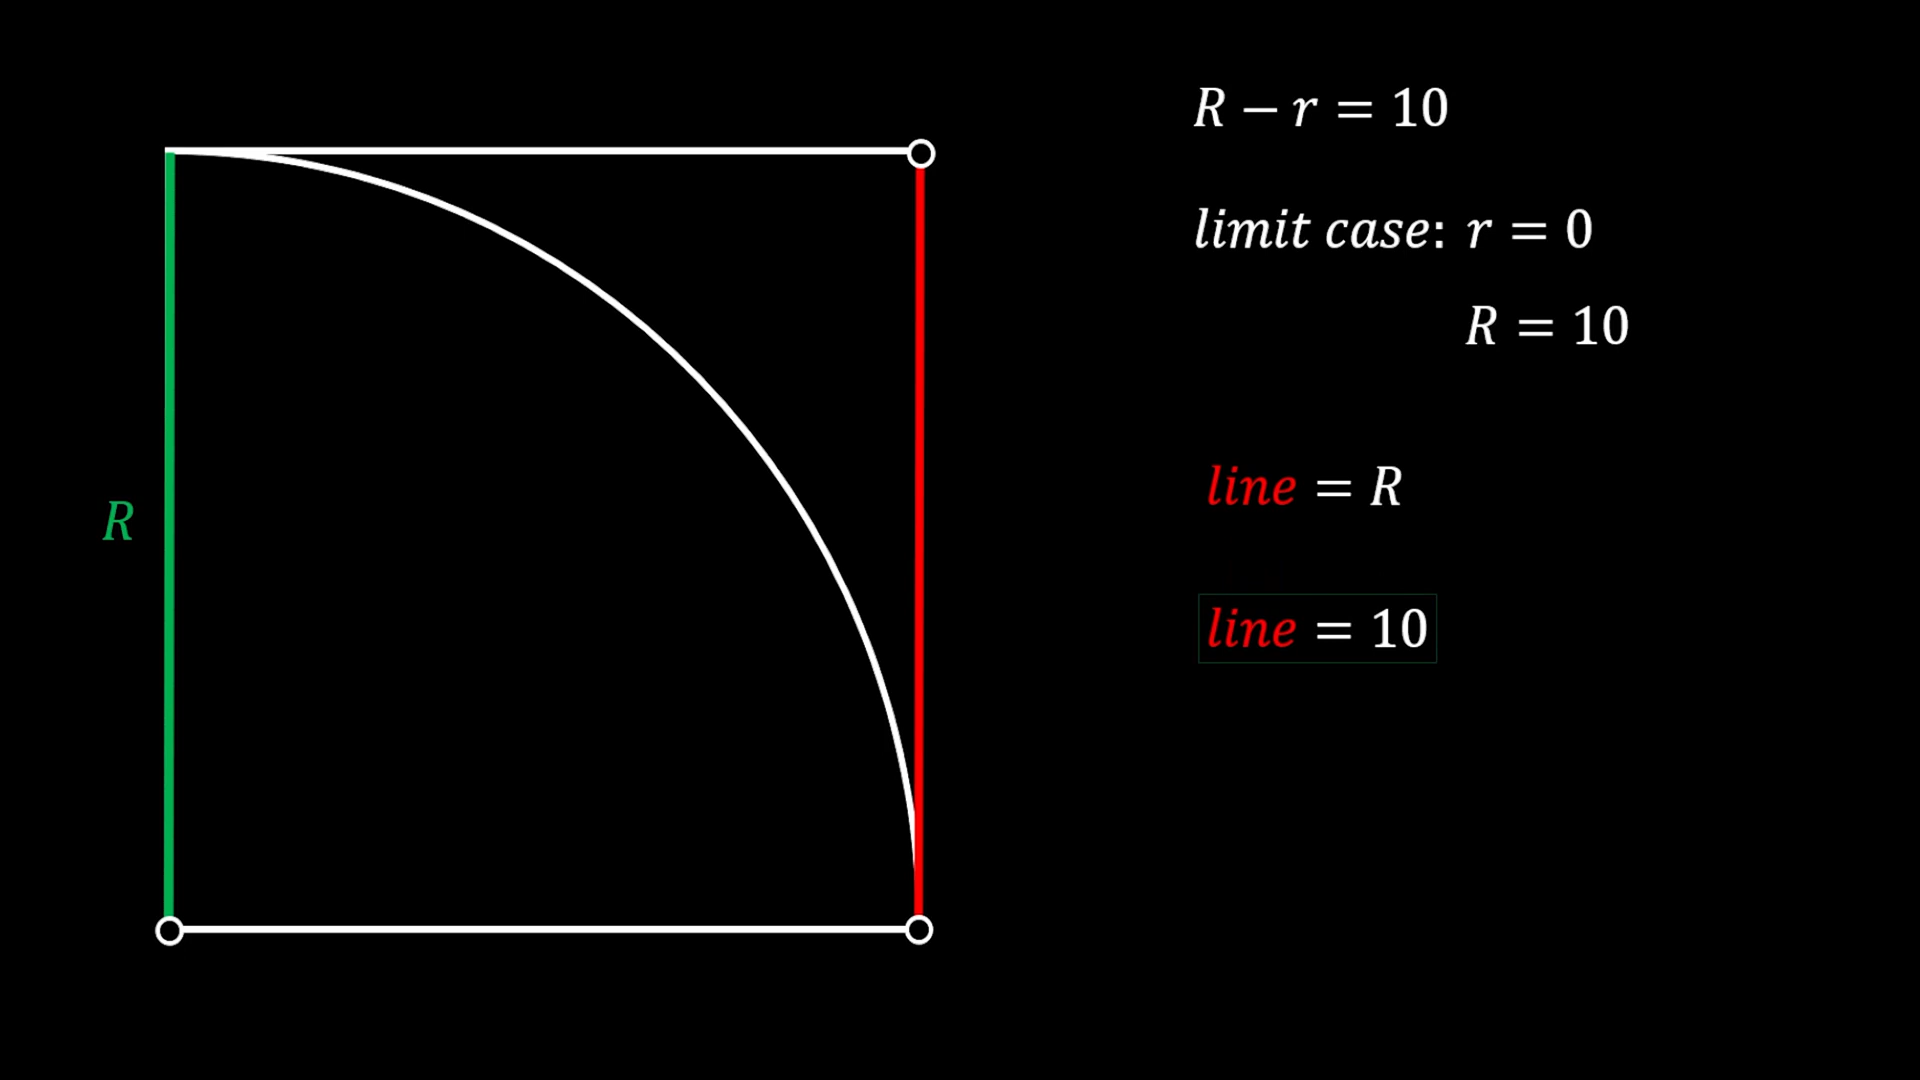 R − r = 10
limit case: r = 0
R = 10
line = R
R
line = 10